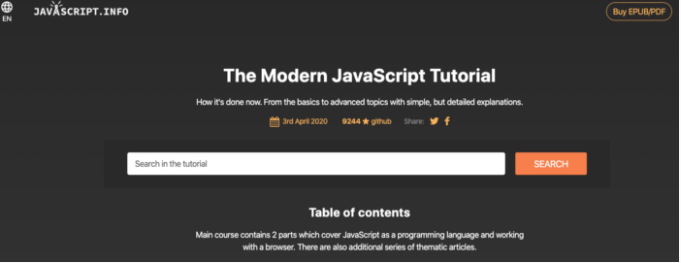 JAVASCRIPT.INFO
Buy EPUB/PDF
EN
The Modern JavaScript Tutorial
How it's done now. From the basics to advanced topics with simple, but detailed explanations.
3rd April 2020 9244 ★ github Share:
Search in the tutorial SEARCH
Table of contents
Main course contains 2 parts which cover JavaScript as a programming language and working
with a browser. There are also additional series of thematic articles.